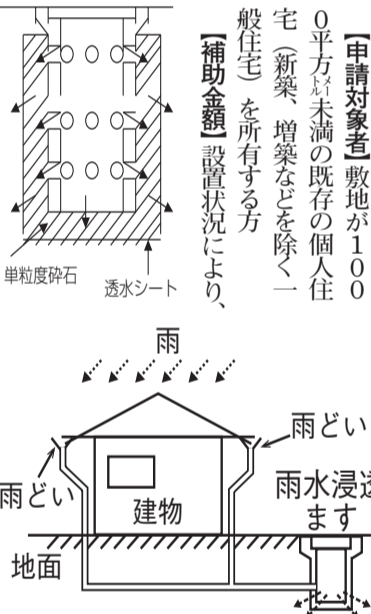 【申請対象者】敷地が100
0平方メートル未満の既存の個人住
宅（新築、増築などを除く一
般住宅）を所有する方
【補助金額】設置状況により、
単粒度砕石
透水シート
雨
雨どい
雨どい
建物
雨水浸透
ます
地面